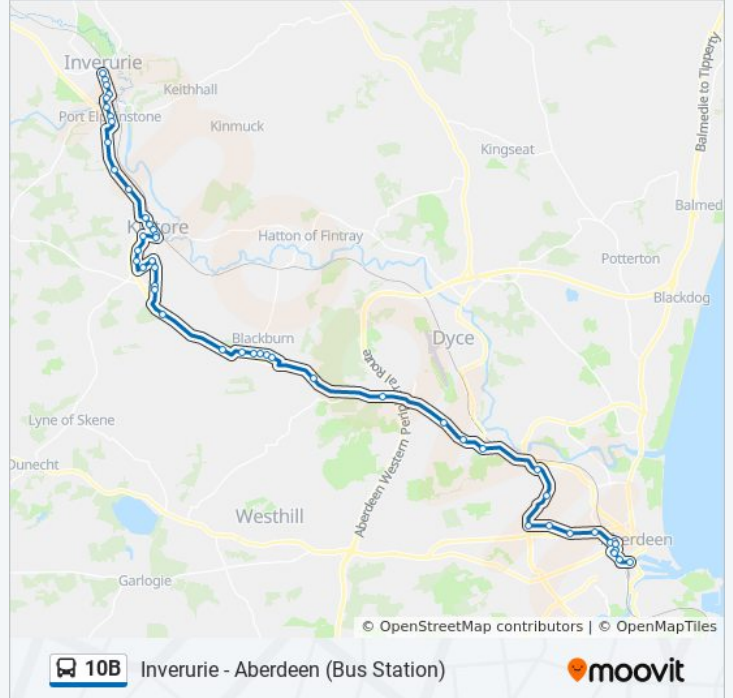 Inverurie
Keithhall
Port Elphinstone
Kinmuck
Kingseat
Balmedie to Tipperty
Balmed
Kintore
Hatton of Fintray
Potterton
Blackdog
Blackburn
Dyce
Lyne of Skene
Aberdeen Western Peripheral Route
Dunecht
Westhill
Aberdeen
Garlogie
© OpenStreetMap contributors | © OpenMapTiles
10B Inverurie - Aberdeen (Bus Station) moovit